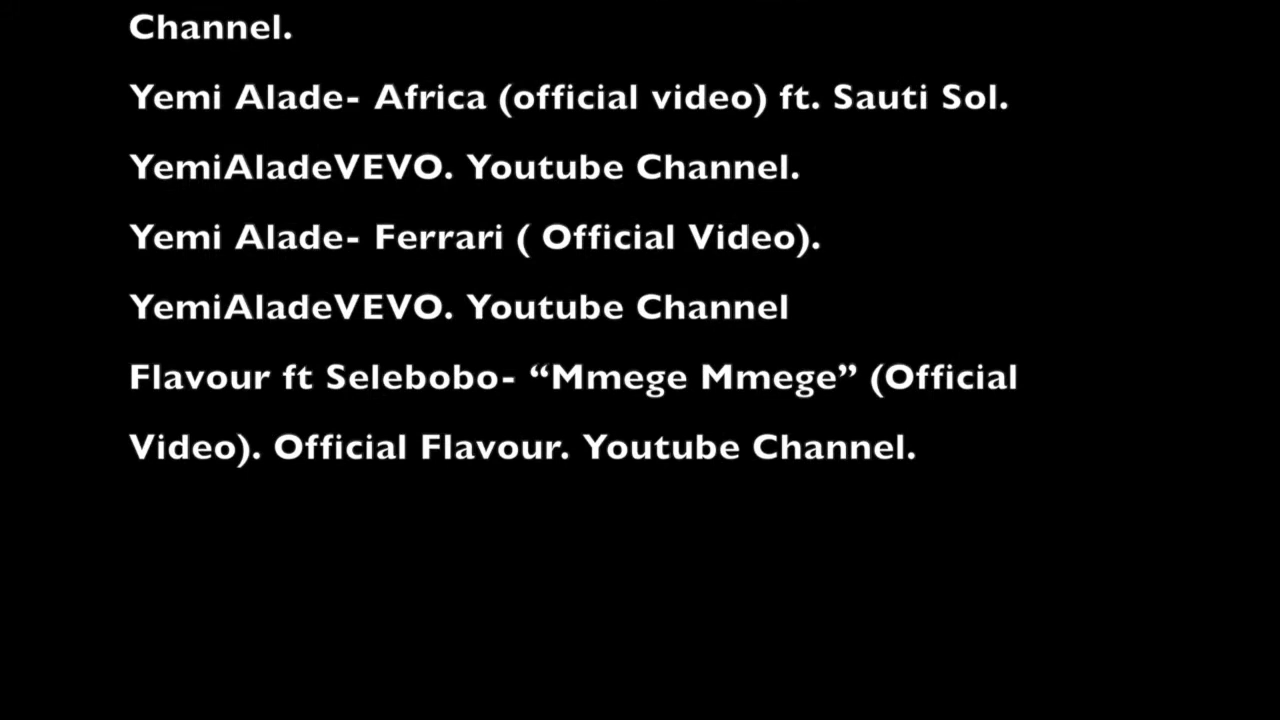 Channel.
Yemi Alade- Africa (official video) ft. Sauti Sol.
YemiAladeVEVO. Youtube Channel.
Yemi Alade- Ferrari ( Official Video).
YemiAladeVEVO. Youtube Channel
Flavour ft Selebobo- “Mmege Mmege” (Official
Video). Official Flavour. Youtube Channel.